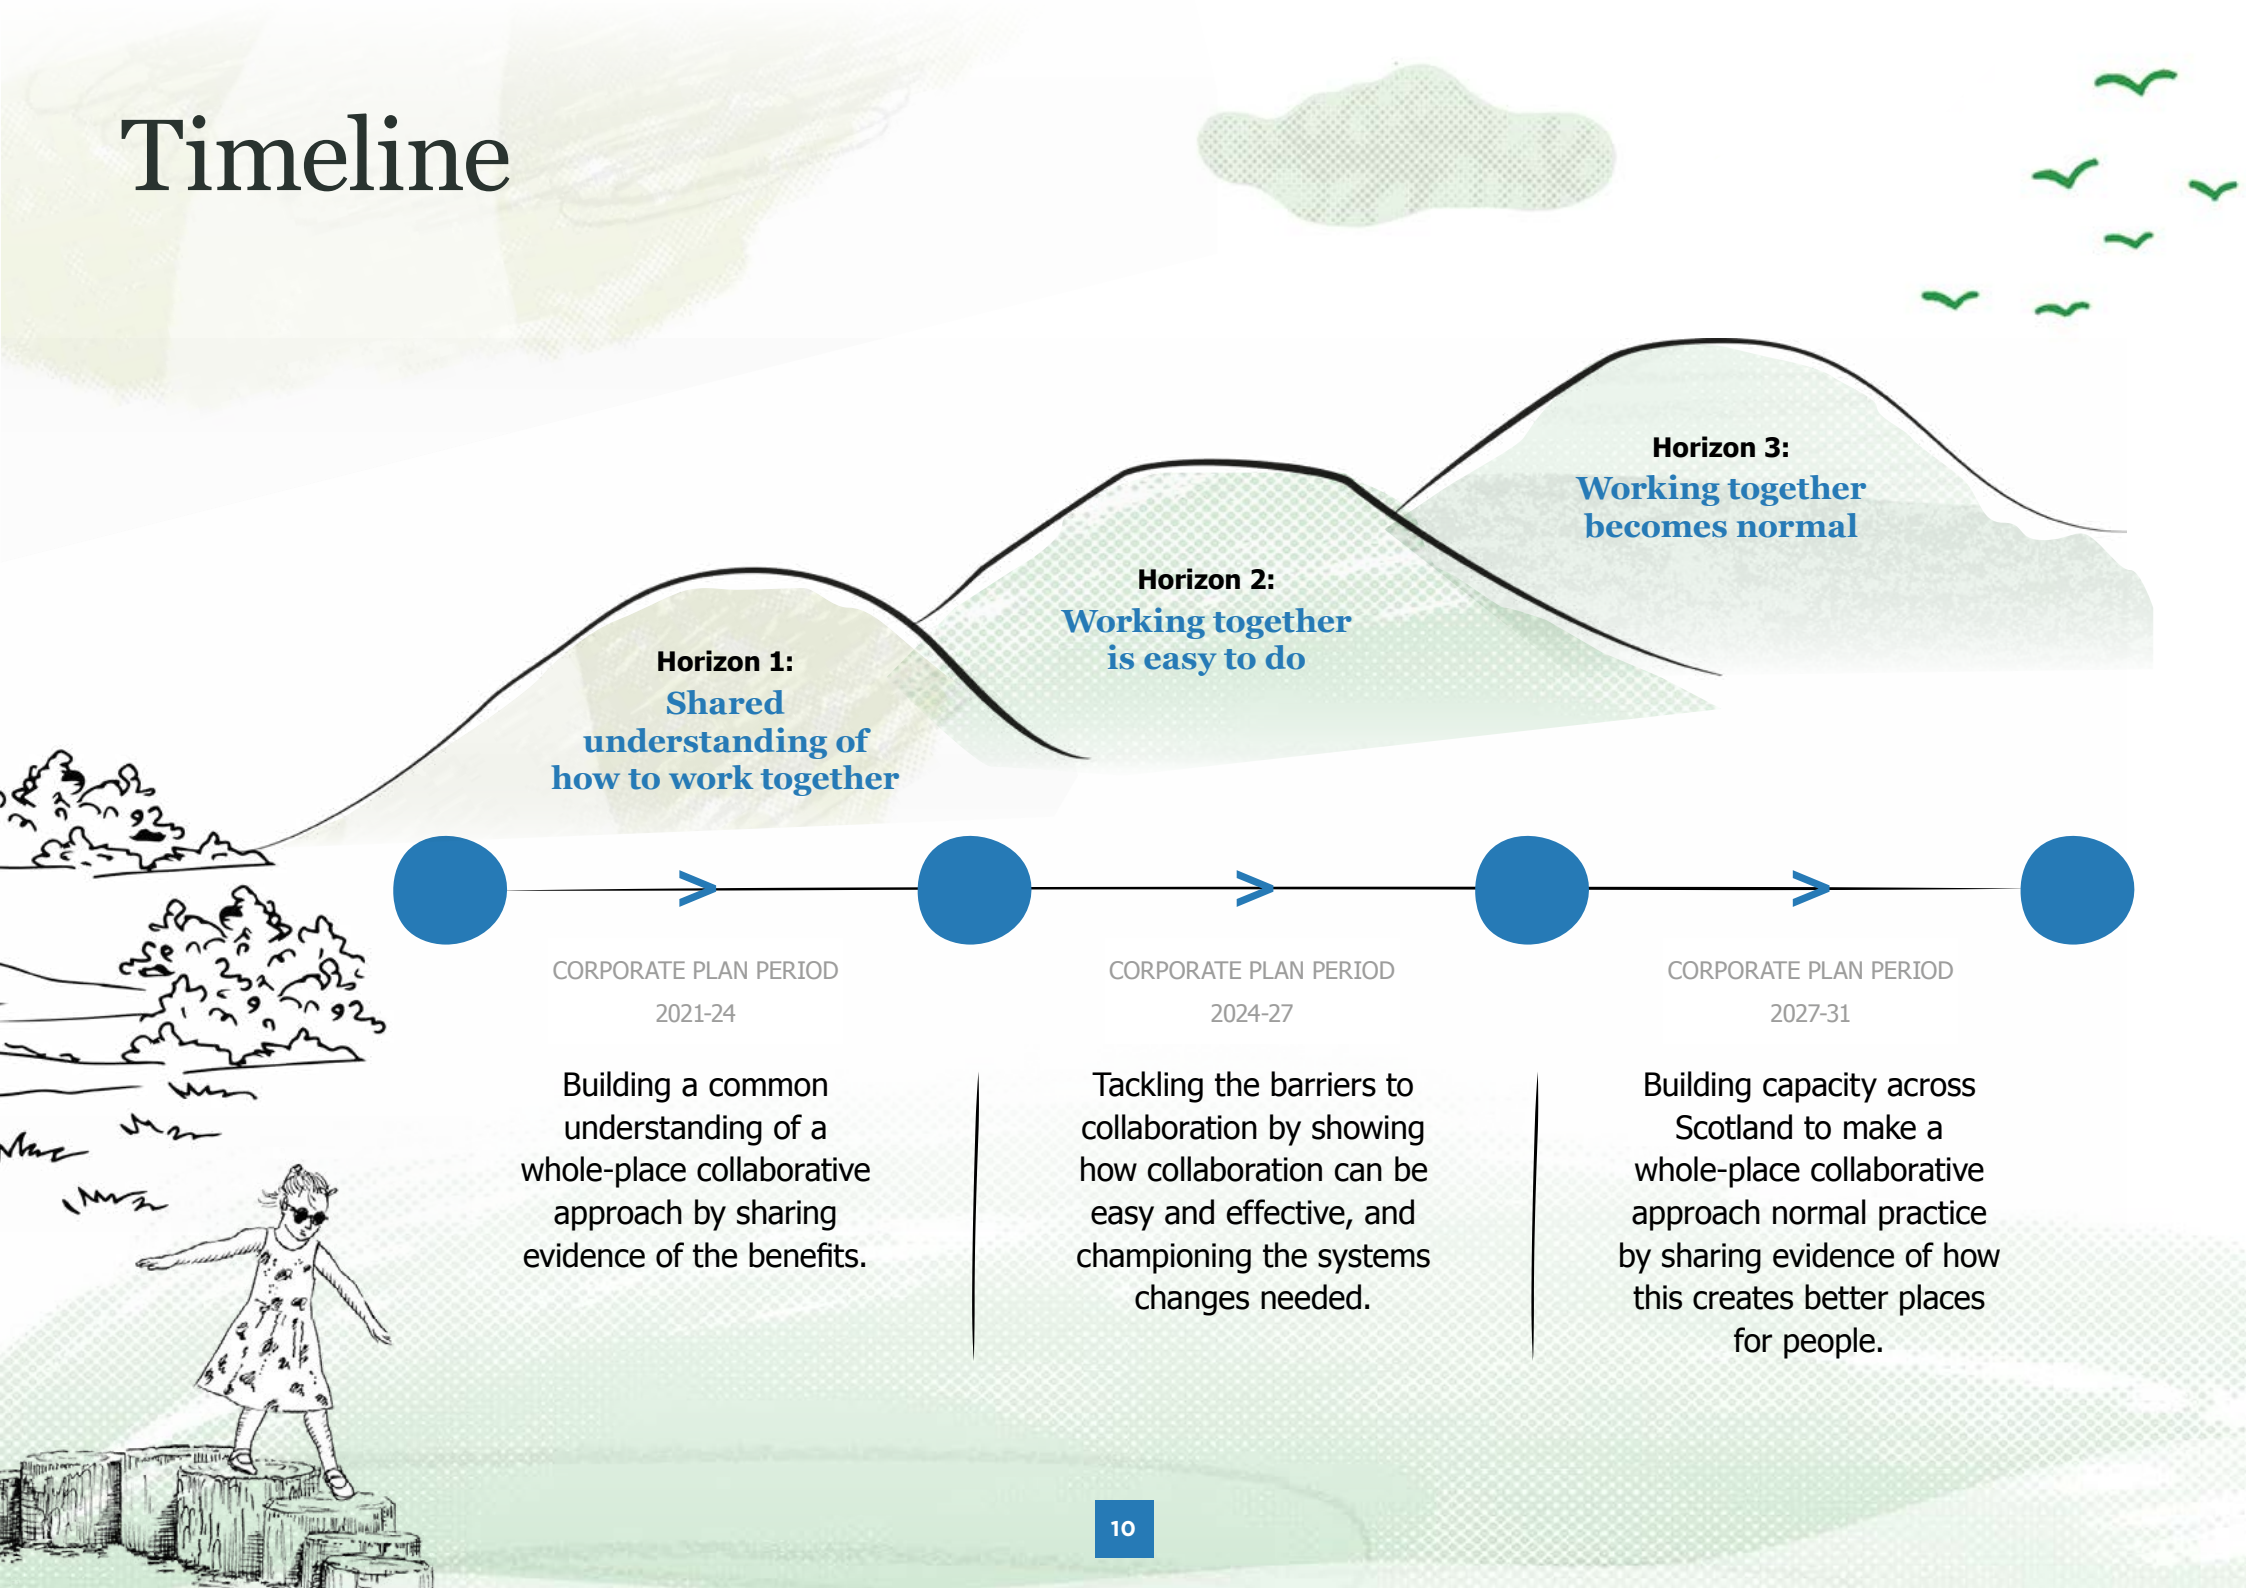 Timeline
Horizon 1:
Shared
understanding of
how to work together
Horizon 2:
Working together
is easy to do
Horizon 3:
Working together
becomes normal
> > >
CORPORATE PLAN PERIOD
2021-24
Building a common
understanding of a
whole-place collaborative
approach by sharing
evidence of the benefits.
CORPORATE PLAN PERIOD
2024-27
Tackling the barriers to
collaboration by showing
how collaboration can be
easy and effective, and
championing the systems
changes needed.
CORPORATE PLAN PERIOD
2027-31
Building capacity across
Scotland to make a
whole-place collaborative
approach normal practice
by sharing evidence of how
this creates better places
for people.
10